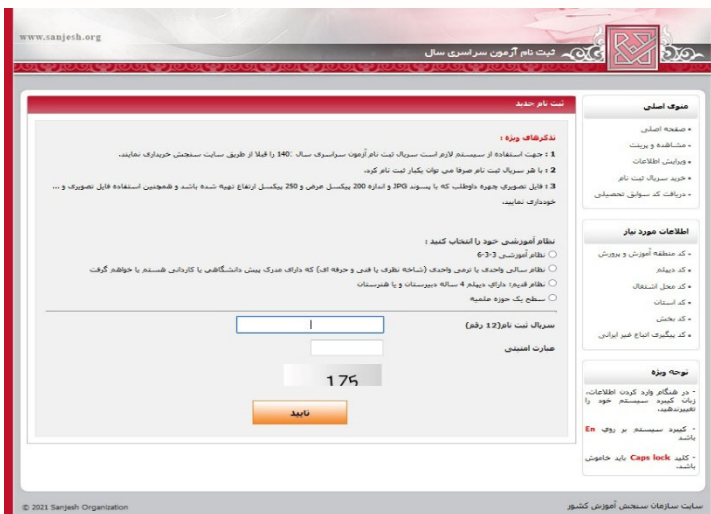 www.sanjesh.org
ثبت نام آزمون سراسری سال
منوی اصلی
• صفحه اصلی
• مشاهده و پرینت
• ویرایش اطلاعات
• خرید سریال ثبت نام
• دریافت کد سوابق تحصیلی
اطلاعات مورد نیاز
• کد منطقه آموزش و پرورش
• کد دیپلم
• کد محل اشتغال
• کد استان
• کد بخش
• کد پیگیری اتباع غیر ایرانی
توجه ویژه
- در هنگام وارد کردن اطلاعات،
زبان کیبرد سیستم خود را
تغییرندهید.
- کیبرد سیستم بر روی En
باشد
- کلید Caps lock باید خاموش
باشد.
ثبت نام جدید
تذکرهای ویژه :
1 : جهت استفاده از سیستم لازم است سریال ثبت نام آزمون سراسری سال را قبلا از طریق سایت سنجش خریداری نمایند.
2 : با هر سریال ثبت نام صرفا می توان یکبار ثبت نام کرد.
3 : فایل تصویری چهره داوطلب که با پسوند JPG و اندازه 200 پیکسل عرض و 250 پیکسل ارتفاع تهیه شده باشد و همچنین استفاده فایل تصویری و ...
خودداری نمایید.
نظام آموزشی خود را انتخاب کنید :
نظام آموزشی 3-3-6
نظام سالی واحدی یا ترمی واحدی (شاخه نظری یا فنی و حرفه ای) که دارای مدرک پیش دانشگاهی یا کاردانی هستم یا خواهم گرفت
نظام قدیم: دارای دیپلم 4 ساله دبیرستان و یا هنرستان
سطح یک حوزه علمیه
سریال ثبت نام(12 رقم)
عبارت امنیتی
175
تایید
© 2021 Sanjesh Organization
سایت سازمان سنجش آموزش کشور